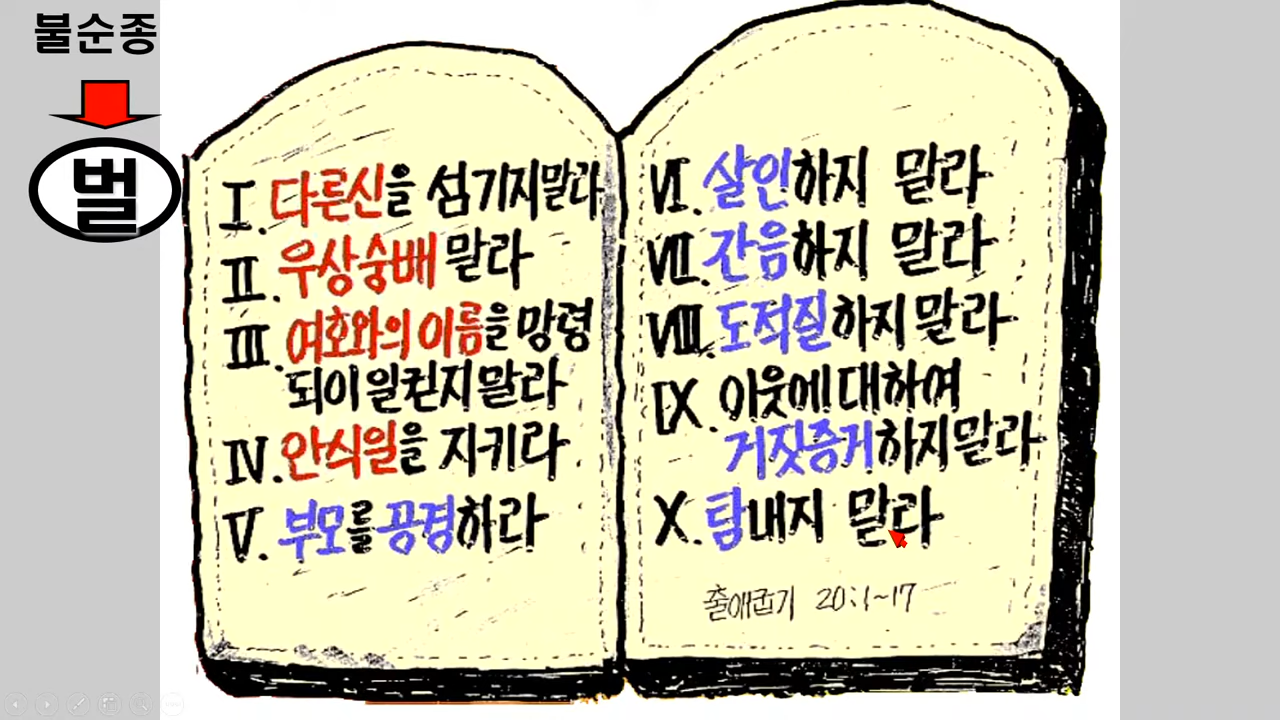 불순종
벌
I. 다른신을 섬기지말라
II. 우상숭배 말라
III. 여호와의 이름을 망령
되이 일컫지말라
IV. 안식일을 지키라
V. 부모를 공경하라
VI. 살인하지 말라
VII. 간음하지 말라
VIII. 도적질하지 말라
IX. 이웃에 대하여
거짓증거하지말라
X. 탐내지 말라
출애굽기 20:1~17